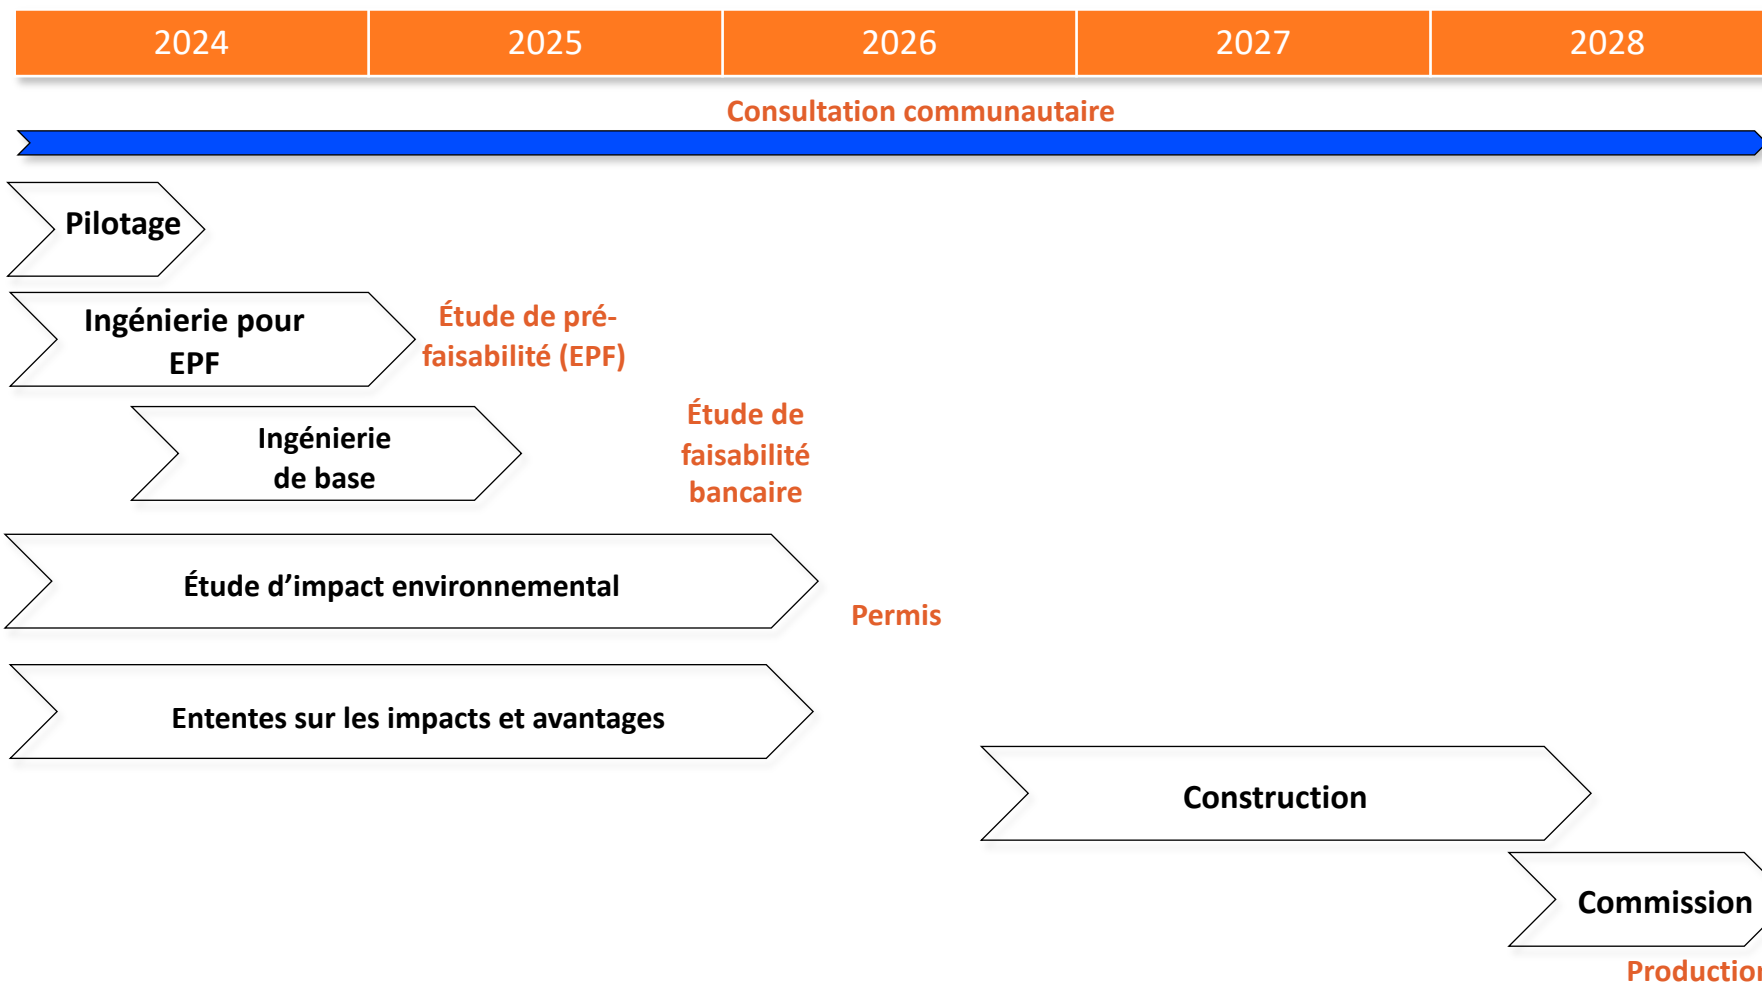 2024 2025 2026 2027 2028
Consultation communautaire
Pilotage
Ingénierie pour
EPF
Étude de pré-
faisabilité (EPF)
Ingénierie
de base
Étude de
faisabilité
bancaire
Étude d’impact environnemental
Permis
Ententes sur les impacts et avantages
Construction
Commission
Production